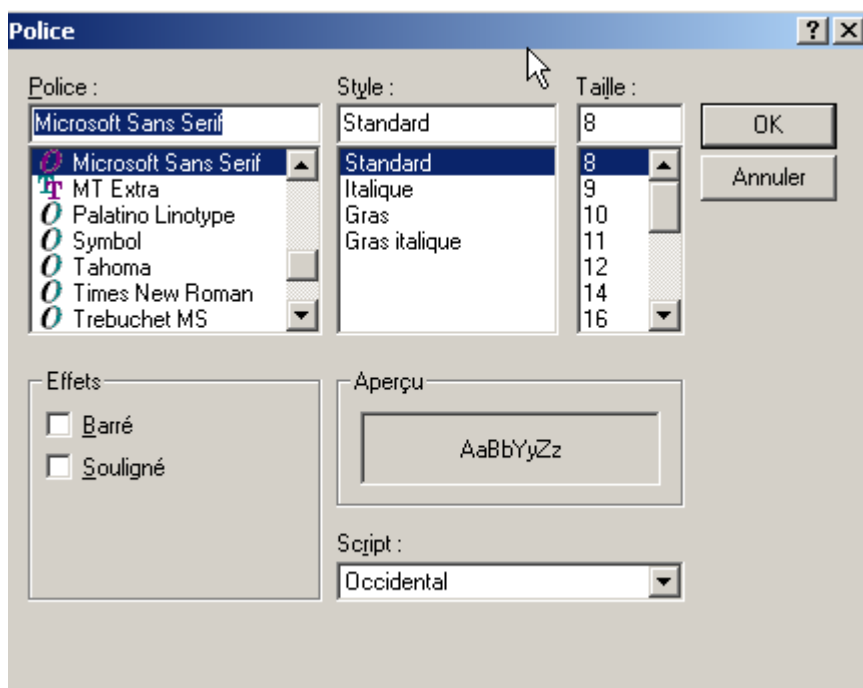 Police
Police :
Style :
Taille :
Microsoft Sans Serif
Standard
8
OK
Annuler
Microsoft Sans Serif
MT Extra
Palatino Linotype
Symbol
Tahoma
Times New Roman
Trebuchet MS
Standard
Italique
Gras
Gras italique
8
9
10
11
12
14
16
Effets
Barré
Souligné
Aperçu
AaBbYyZz
Script :
Occidental